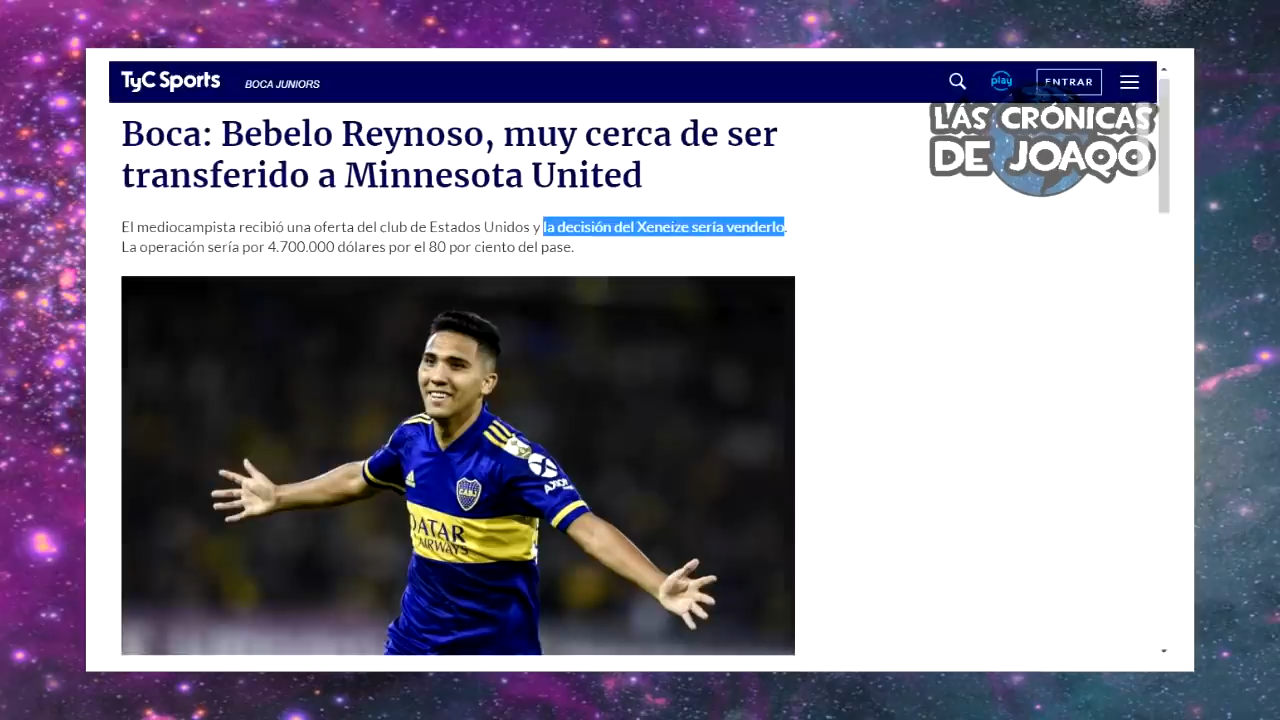 TyC Sports
BOCA JUNIORS
play
ENTRAR
LAS CRÓNICAS
DE JOAQO
Boca: Bebelo Reynoso, muy cerca de ser
transferido a Minnesota United
El mediocampista recibió una oferta del club de Estados Unidos y la decisión del Xeneize sería venderlo.
La operación sería por 4.700.000 dólares por el 80 por ciento del pase.
QATAR
AIRWAYS